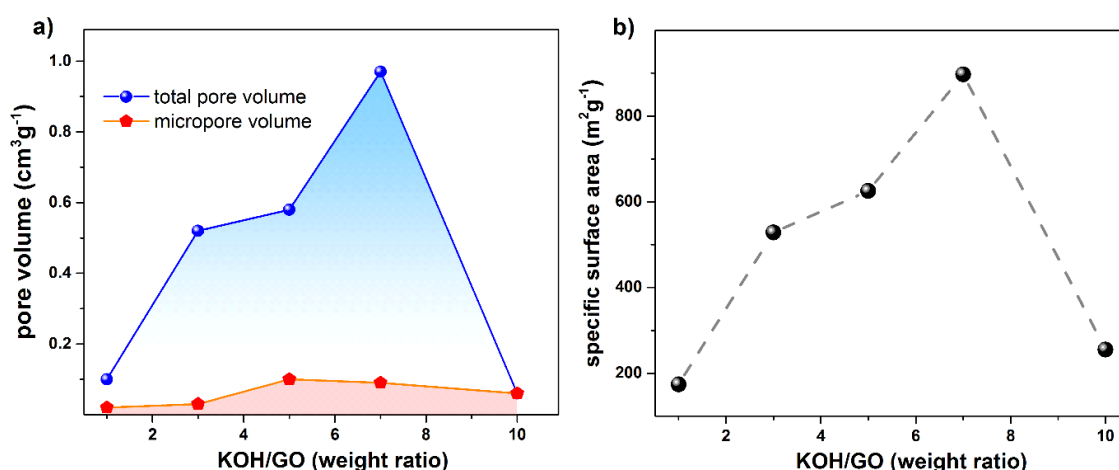 a)
pore volume (cm³g⁻¹)
1.0
0.8
0.6
0.4
0.2
total pore volume
micropore volume
2 4 6 8 10
KOH/GO (weight ratio)
b)
specific surface area (m²g⁻¹)
800
600
400
200
2 4 6 8 10
KOH/GO (weight ratio)